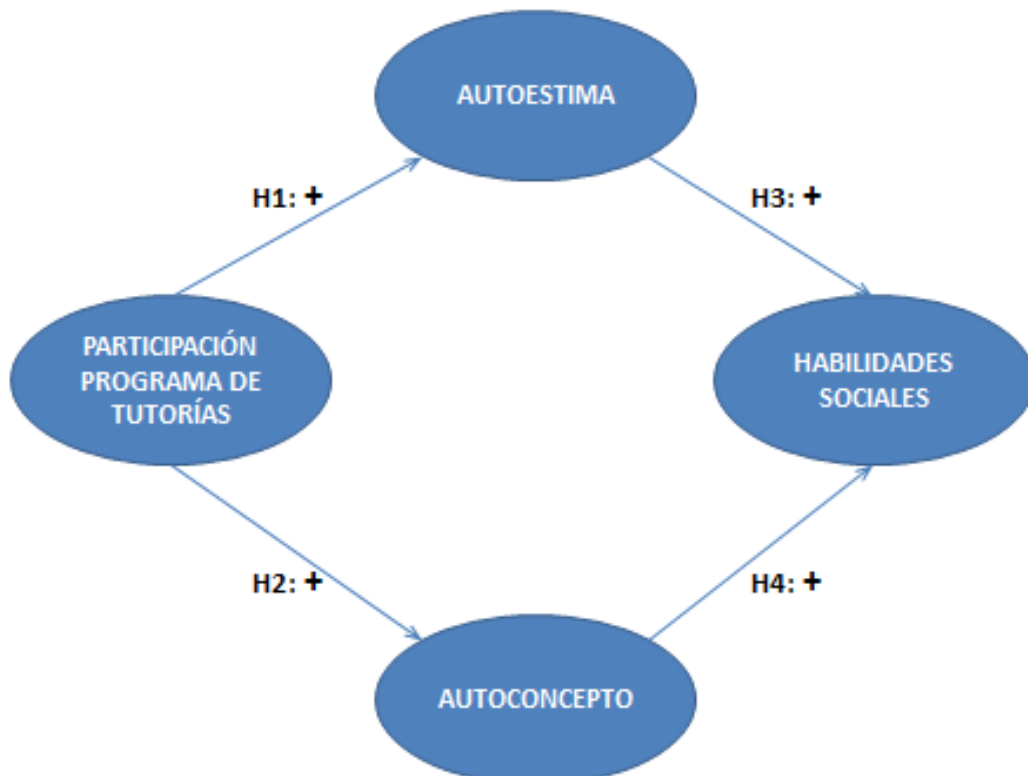 AUTOESTIMA
H1: +
H3: +
PARTICIPACIÓN
PROGRAMA DE
TUTORÍAS
HABILIDADES
SOCIALES
H2: +
H4: +
AUTOCONCEPTO